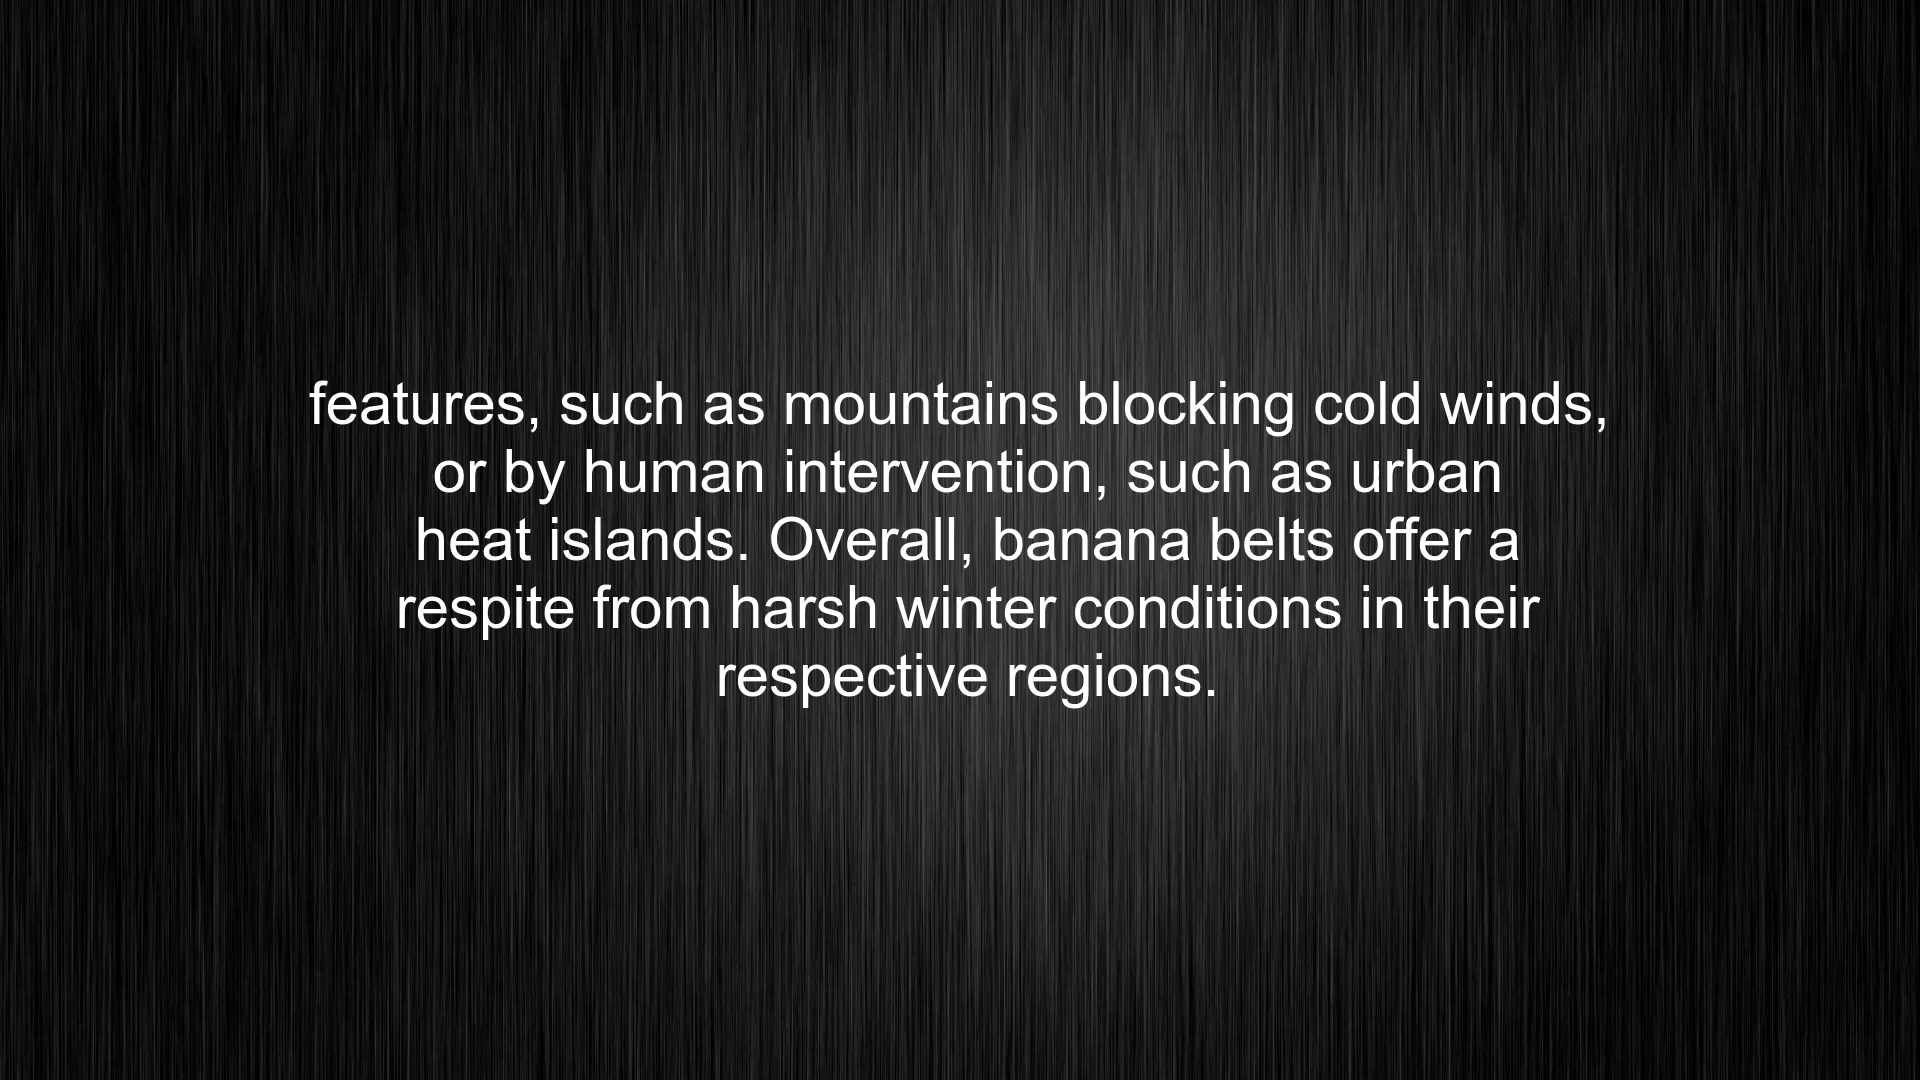 features, such as mountains blocking cold winds,
or by human intervention, such as urban
heat islands. Overall, banana belts offer a
respite from harsh winter conditions in their
respective regions.